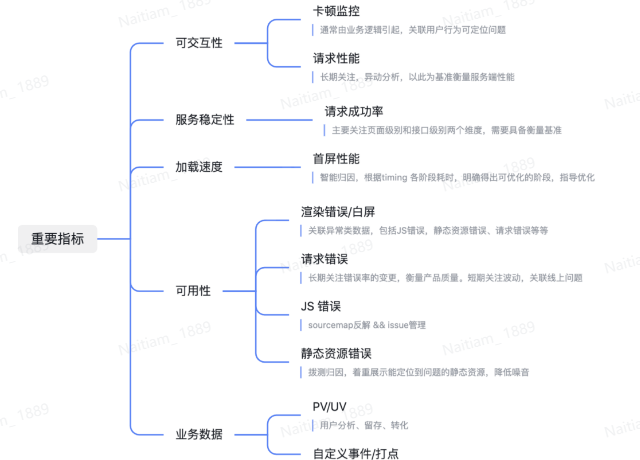 重要指标
可交互性
卡顿监控
通常由业务逻辑引起，关联用户行为可定位问题
请求性能
长期关注，异动分析，以此为基准衡量服务端性能
服务稳定性
请求成功率
主要关注页面级别和接口级别两个维度，需要具备衡量基准
加载速度
首屏性能
智能归因，根据timing 各阶段耗时，明确得出可优化的阶段，指导优化
可用性
渲染错误/白屏
关联异常类数据，包括JS错误，静态资源错误、请求错误等等
请求错误
长期关注错误率的变更，衡量产品质量。短期关注波动，关联线上问题
JS 错误
sourcemap反解 && issue管理
静态资源错误
拨测归因，着重展示能定位到问题的静态资源，降低噪音
业务数据
PV/UV
用户分析、留存、转化
自定义事件/打点
Naitiam_ 1889